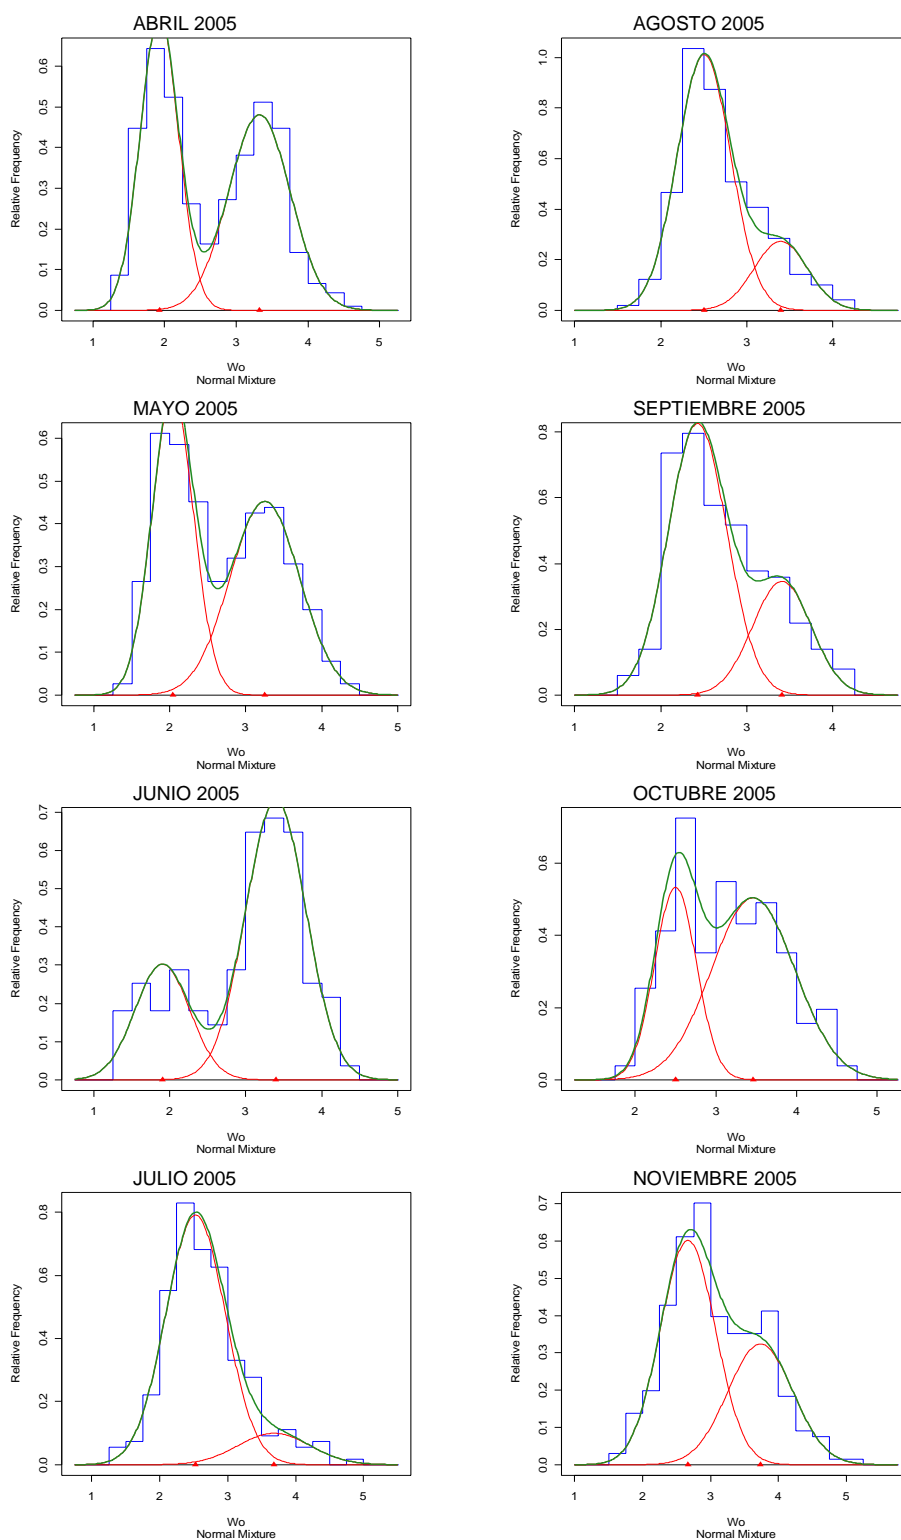 ABRIL 2005
Relative Frequency
0.0 0.1 0.2 0.3 0.4 0.5 0.6
1 2 3 4 5
Wo
Normal Mixture
AGOSTO 2005
Relative Frequency
0.0 0.2 0.4 0.6 0.8 1.0
1 2 3 4
Wo
Normal Mixture
MAYO 2005
Relative Frequency
0.0 0.1 0.2 0.3 0.4 0.5 0.6
1 2 3 4 5
Wo
Normal Mixture
SEPTIEMBRE 2005
Relative Frequency
0.0 0.2 0.4 0.6 0.8
1 2 3 4
Wo
Normal Mixture
JUNIO 2005
Relative Frequency
0.0 0.1 0.2 0.3 0.4 0.5 0.6 0.7
1 2 3 4 5
Wo
Normal Mixture
OCTUBRE 2005
Relative Frequency
0.0 0.2 0.4 0.6
2 3 4 5
Wo
Normal Mixture
JULIO 2005
Relative Frequency
0.0 0.2 0.4 0.6 0.8
1 2 3 4 5
Wo
Normal Mixture
NOVIEMBRE 2005
Relative Frequency
0.0 0.1 0.2 0.3 0.4 0.5 0.6 0.7
1 2 3 4 5
Wo
Normal Mixture